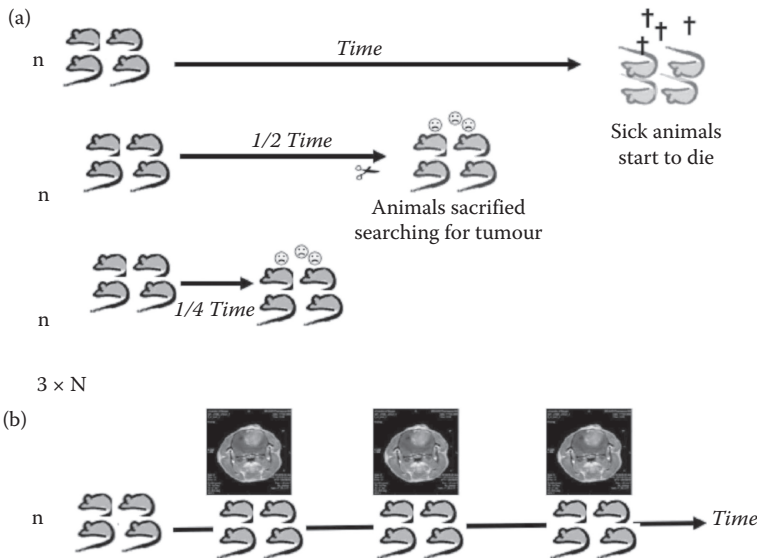 (a)
n
Time
Sick animals
start to die
1/2 Time
n
Animals sacrified
searching for tumour
1/4 Time
n
3 × N
(b)
n
Time